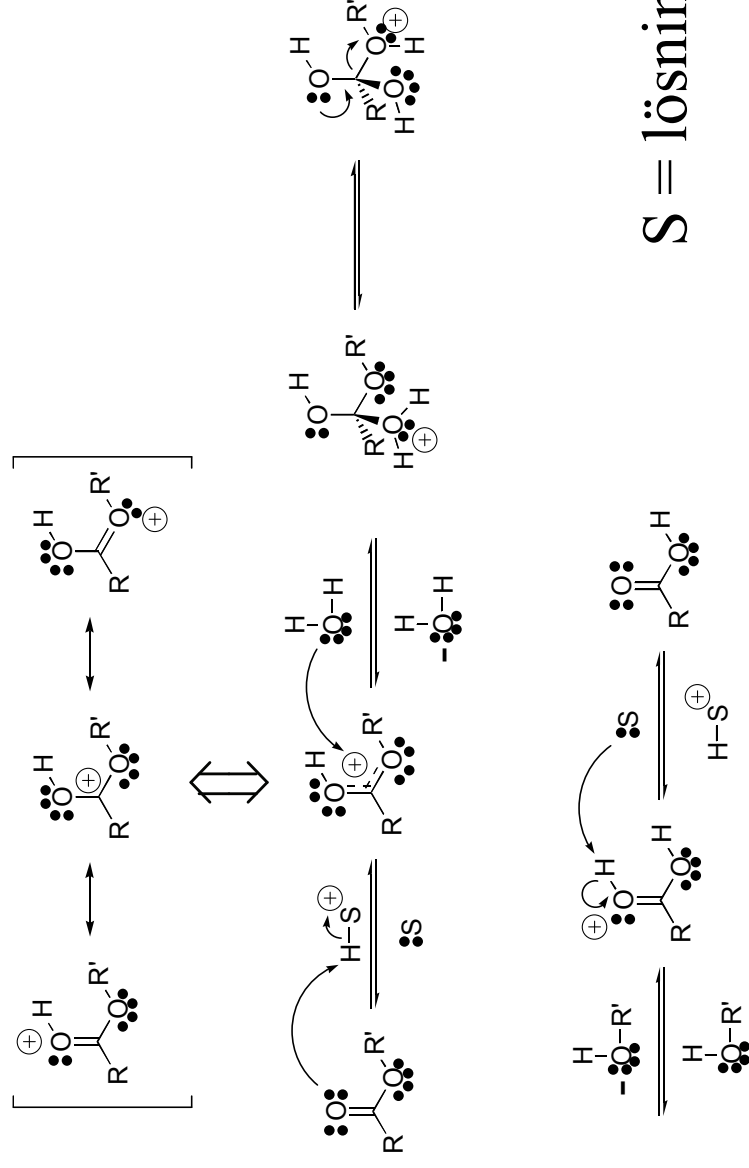 ⊕ H O R O R'
H O ⊕ R O R'
H O R O R' ⊕
O R O R'
H–S ⊕
S
H O ⊕ R O R'
H O H
– H O H
H O R O R' H O H ⊕
H O R O R' ⊕ H O H
– H O R'
H O R'
⊕ H O R O H
S
H–S ⊕
O R O H
S = lösnin